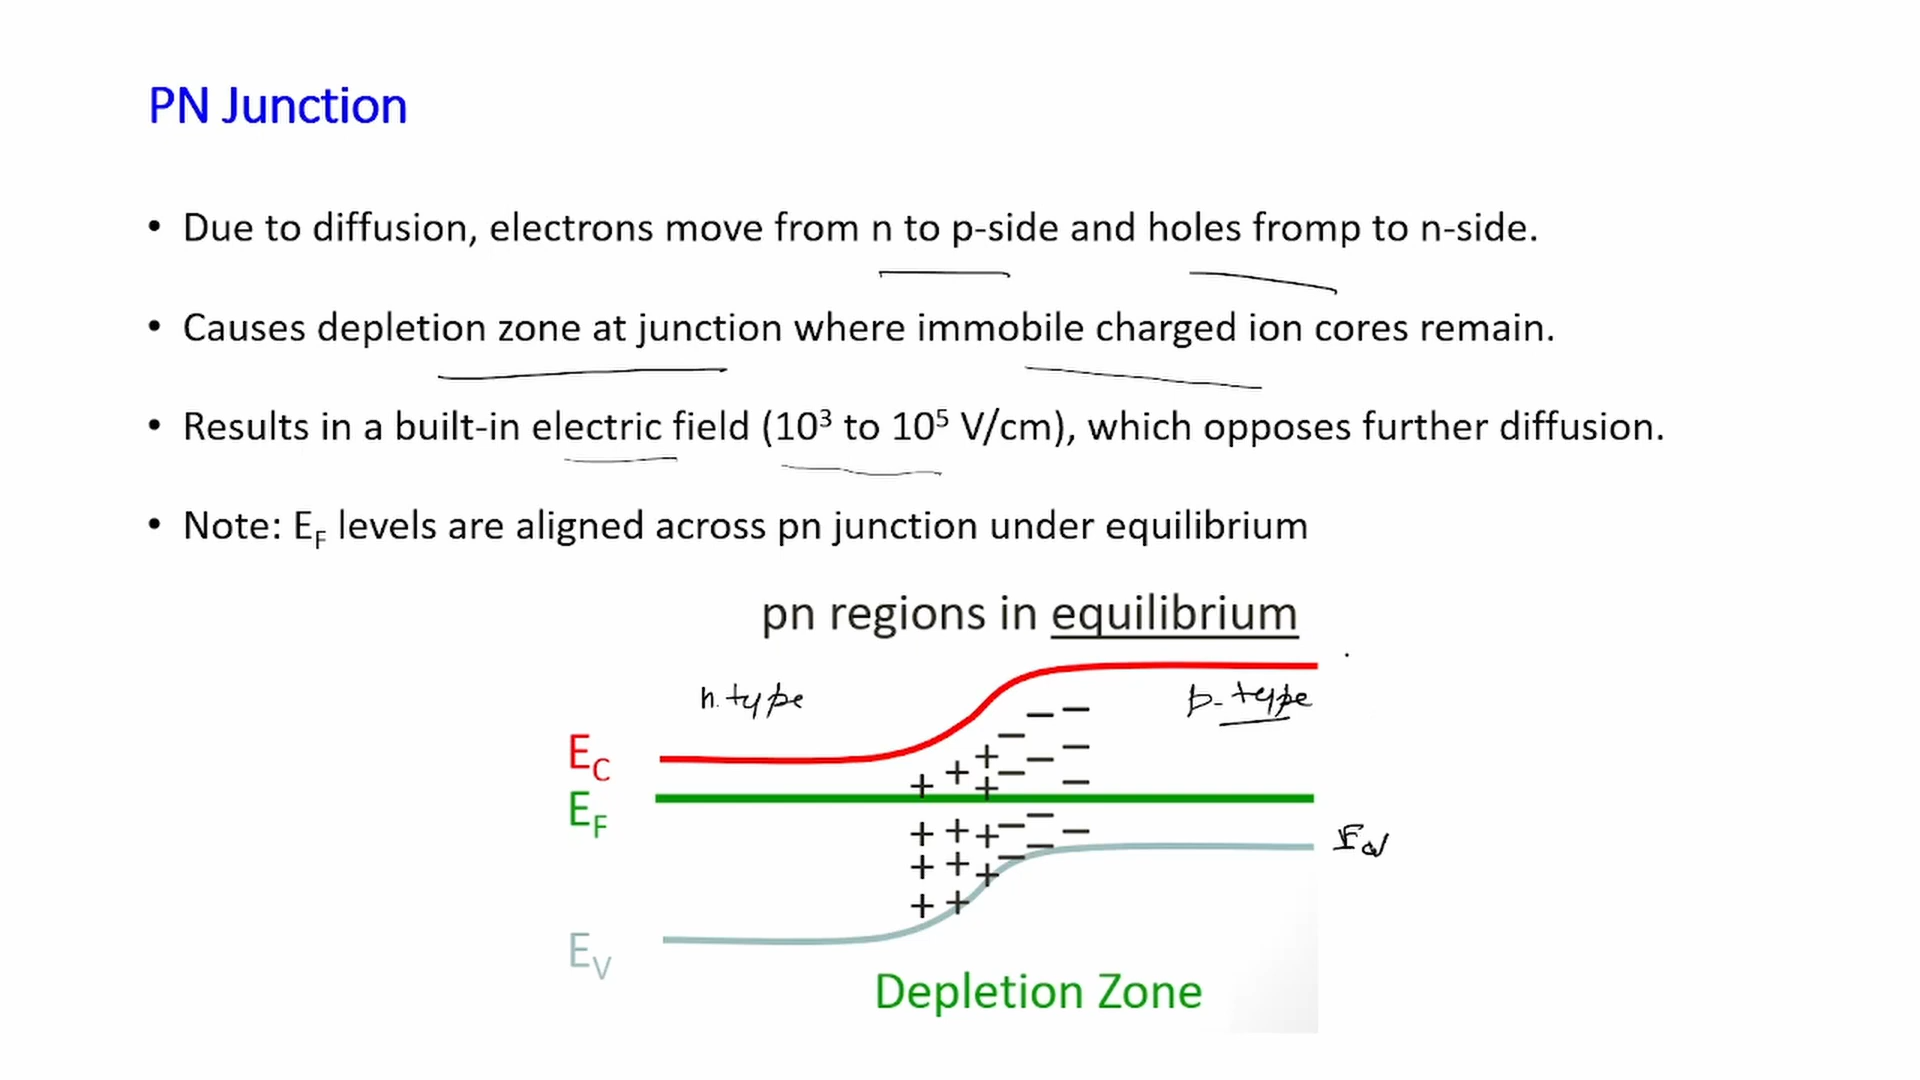 PN Junction
• Due to diffusion, electrons move from n to p-side and holes fromp to n-side.
• Causes depletion zone at junction where immobile charged ion cores remain.
• Results in a built-in electric field (10³ to 10⁵ V/cm), which opposes further diffusion.
• Note: E_F levels are aligned across pn junction under equilibrium
pn regions in equilibrium
n-type p-type
E_C
E_F
E_V
Depletion Zone